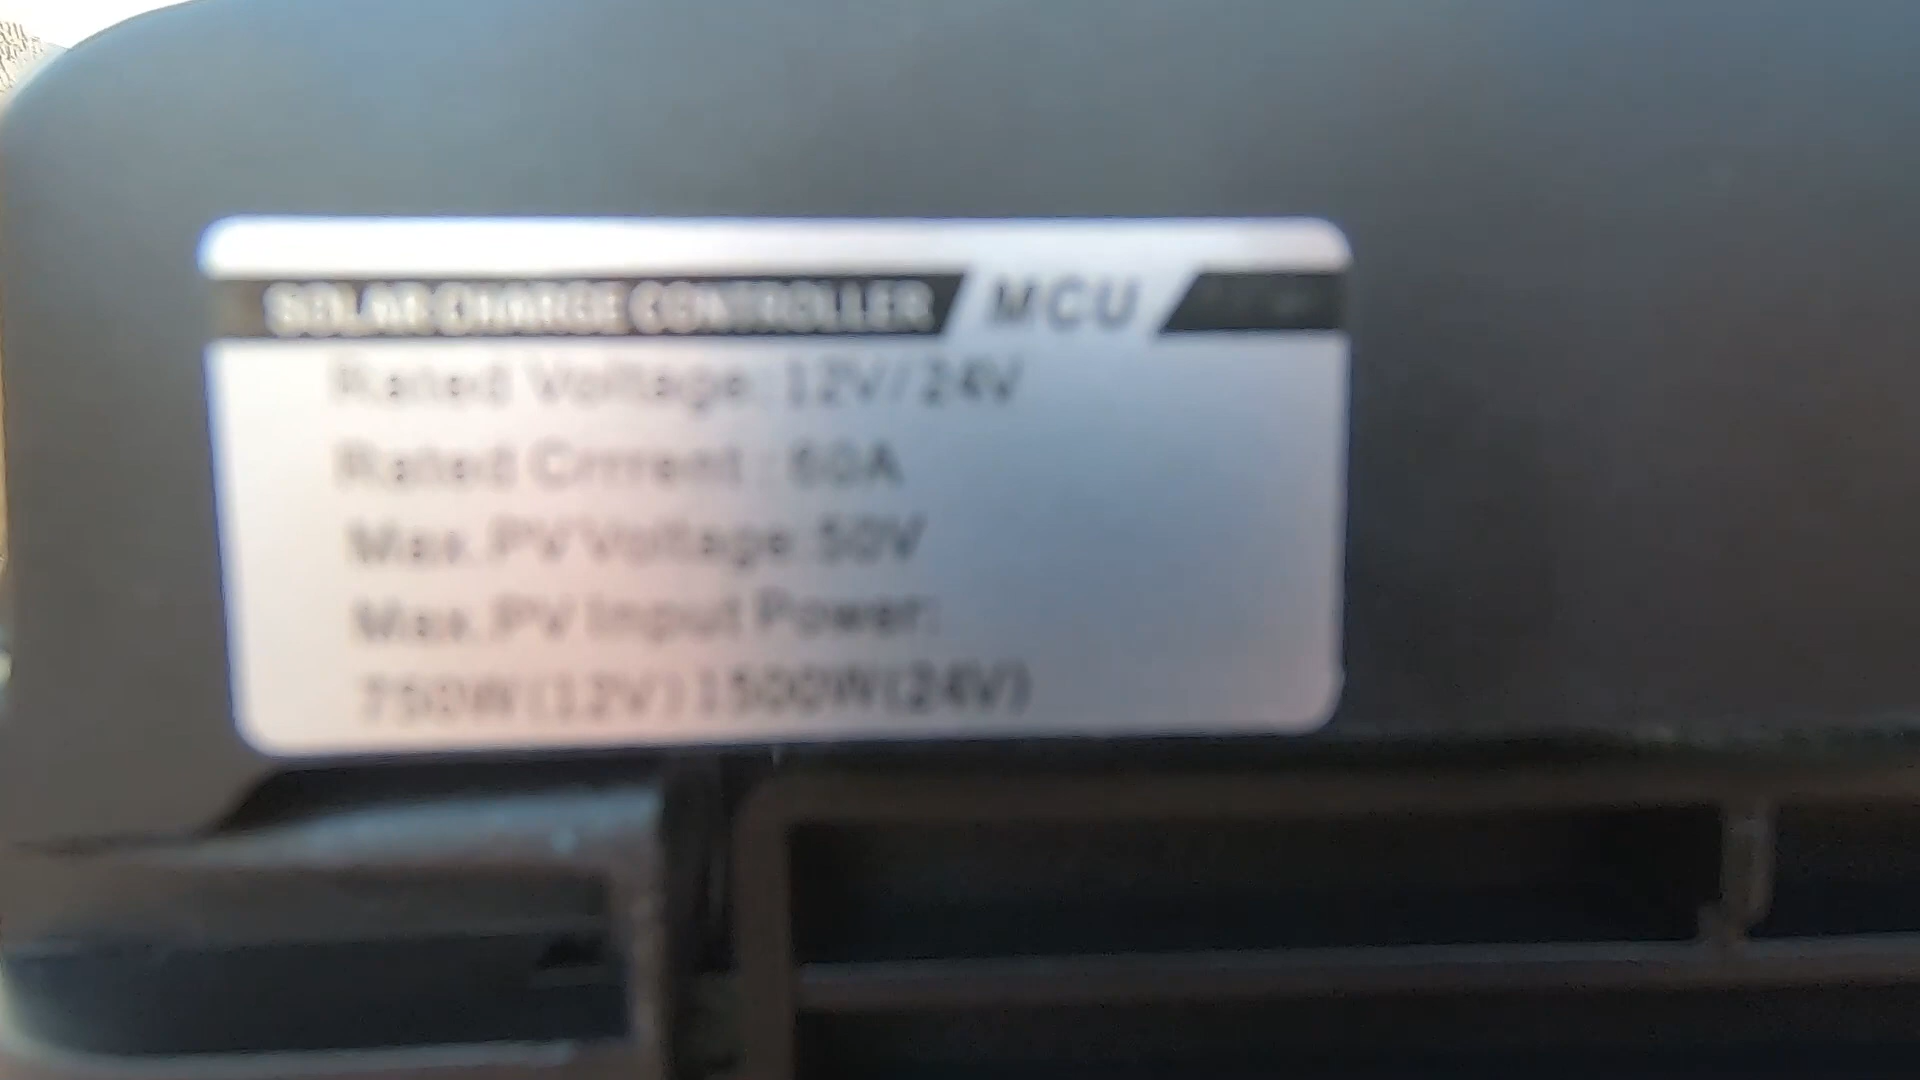 SOLAR CHARGE CONTROLLER MCU
Rated Voltage:12V/24V
Rated Crrrent: 60A
Max.PV Voltage:50V
Max.PV Input Power:
750W(12V)1500W(24V)